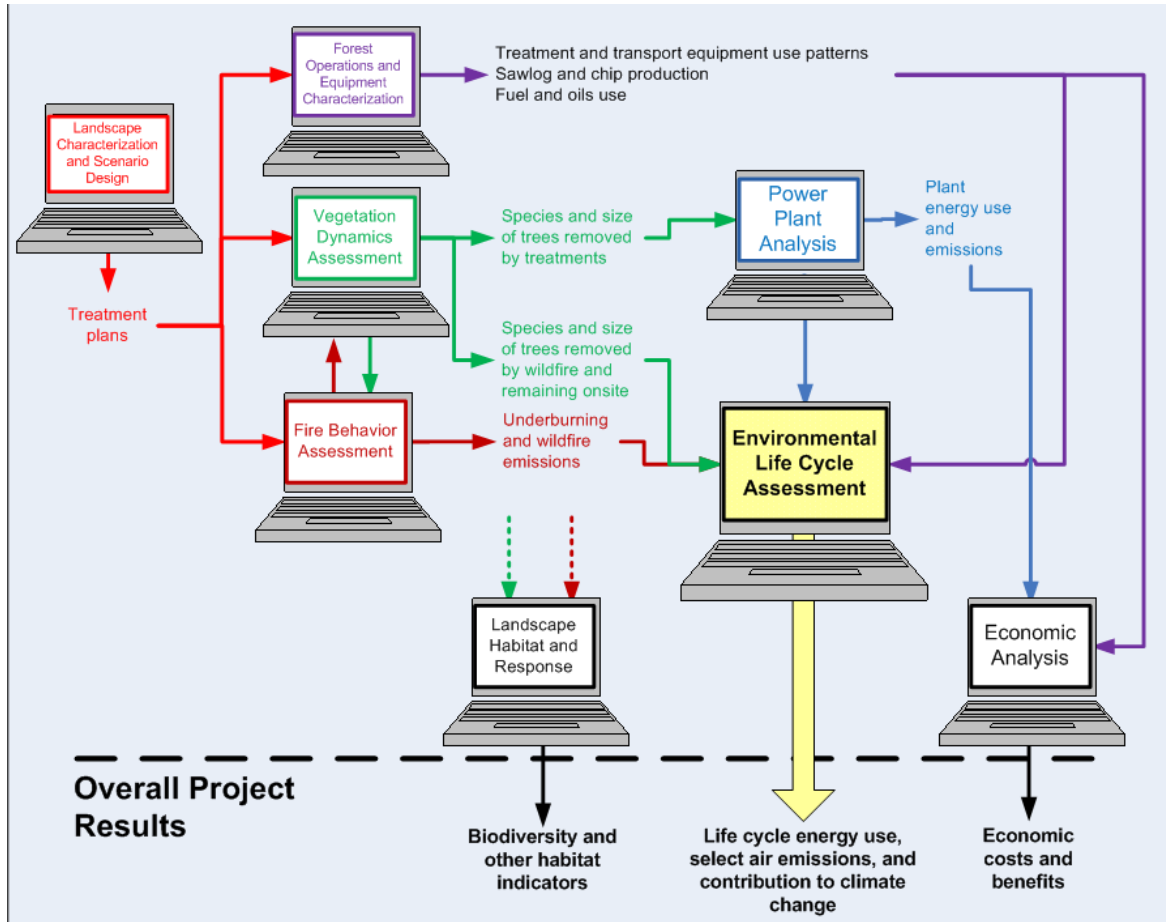 Forest
Operations and
Equipment
Characterization
Treatment and transport equipment use patterns
Sawlog and chip production
Fuel and oils use
Landscape
Characterization
and Scenario
Design
Treatment
plans
Vegetation
Dynamics
Assessment
Species and size
of trees removed
by treatments
Power
Plant
Analysis
Plant
energy use
and
emissions
Species and size
of trees removed
by wildfire and
remaining onsite
Fire Behavior
Assessment
Underburning
and wildfire
emissions
Environmental
Life Cycle
Assessment
Landscape
Habitat and
Response
Economic
Analysis
Overall Project
Results
Biodiversity and
other habitat
indicators
Life cycle energy use,
select air emissions, and
contribution to climate
change
Economic
costs and
benefits